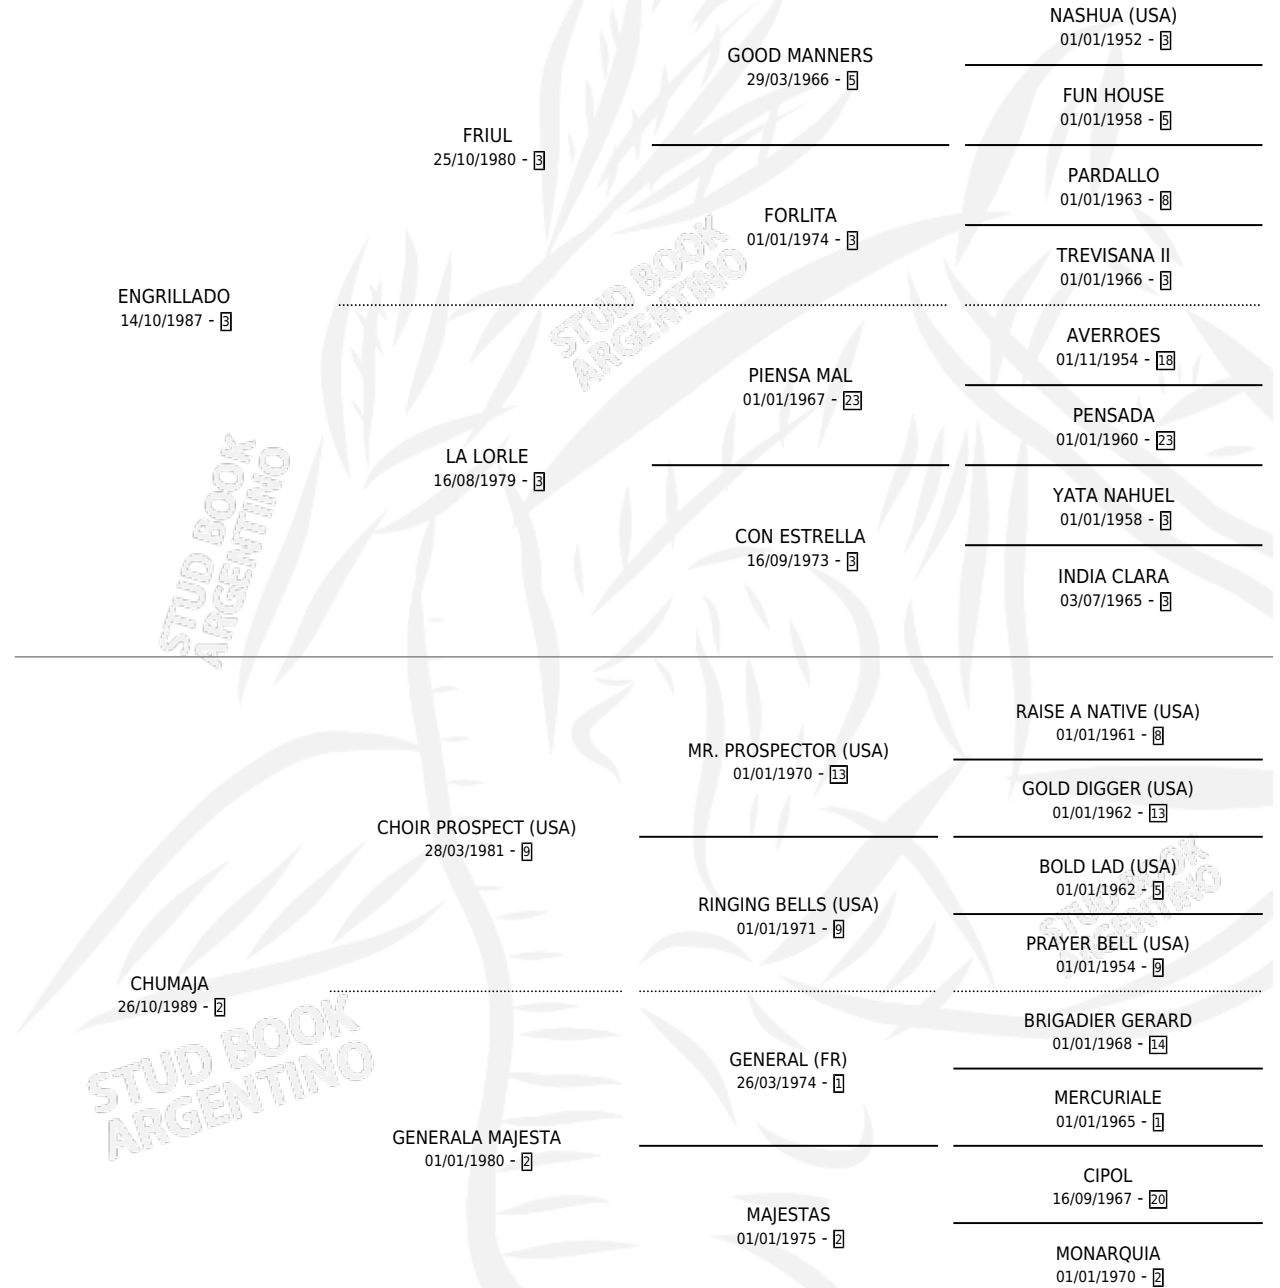 NASHUA (USA)
01/01/1952 - 3
GOOD MANNERS
29/03/1966 - 5
FUN HOUSE
01/01/1958 - 5
FRIUL
25/10/1980 - 3
PARDALLO
01/01/1963 - 8
FORLITA
01/01/1974 - 3
TREVISANA II
01/01/1966 - 3
STUD BOOK
ARGENTINO
ENGRILLADO
14/10/1987 - 3
AVERROES
01/11/1954 - 18
PIENSA MAL
01/01/1967 - 23
PENSADA
01/01/1960 - 23
LA LORLE
16/08/1979 - 3
YATA NAHUEL
01/01/1958 - 3
CON ESTRELLA
16/09/1973 - 3
INDIA CLARA
03/07/1965 - 3
STUD BOOK
ARGENTINO
RAISE A NATIVE (USA)
01/01/1961 - 8
MR. PROSPECTOR (USA)
01/01/1970 - 13
GOLD DIGGER (USA)
01/01/1962 - 13
CHOIR PROSPECT (USA)
28/03/1981 - 9
BOLD LAD (USA)
01/01/1962 - 5
RINGING BELLS (USA)
01/01/1971 - 9
PRAYER BELL (USA)
01/01/1954 - 9
STUD BOOK
ARGENTINO
CHUMAJA
26/10/1989 - 2
BRIGADIER GERARD
01/01/1968 - 14
GENERAL (FR)
26/03/1974 - 1
MERCURIALE
01/01/1965 - 1
STUD BOOK
ARGENTINO
GENERALA MAJESTA
01/01/1980 - 2
CIPOL
16/09/1967 - 20
MAJESTAS
01/01/1975 - 2
MONARQUIA
01/01/1970 - 2